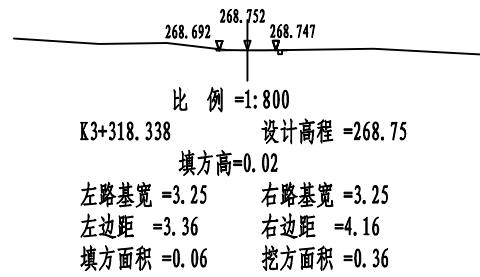 268.752
268.692 268.747
比 例 =1:800
K3+318.338 设计高程 =268.75
填方高=0.02
左路基宽 =3.25 右路基宽 =3.25
左边距 =3.36 右边距 =4.16
填方面积 =0.06 挖方面积 =0.36